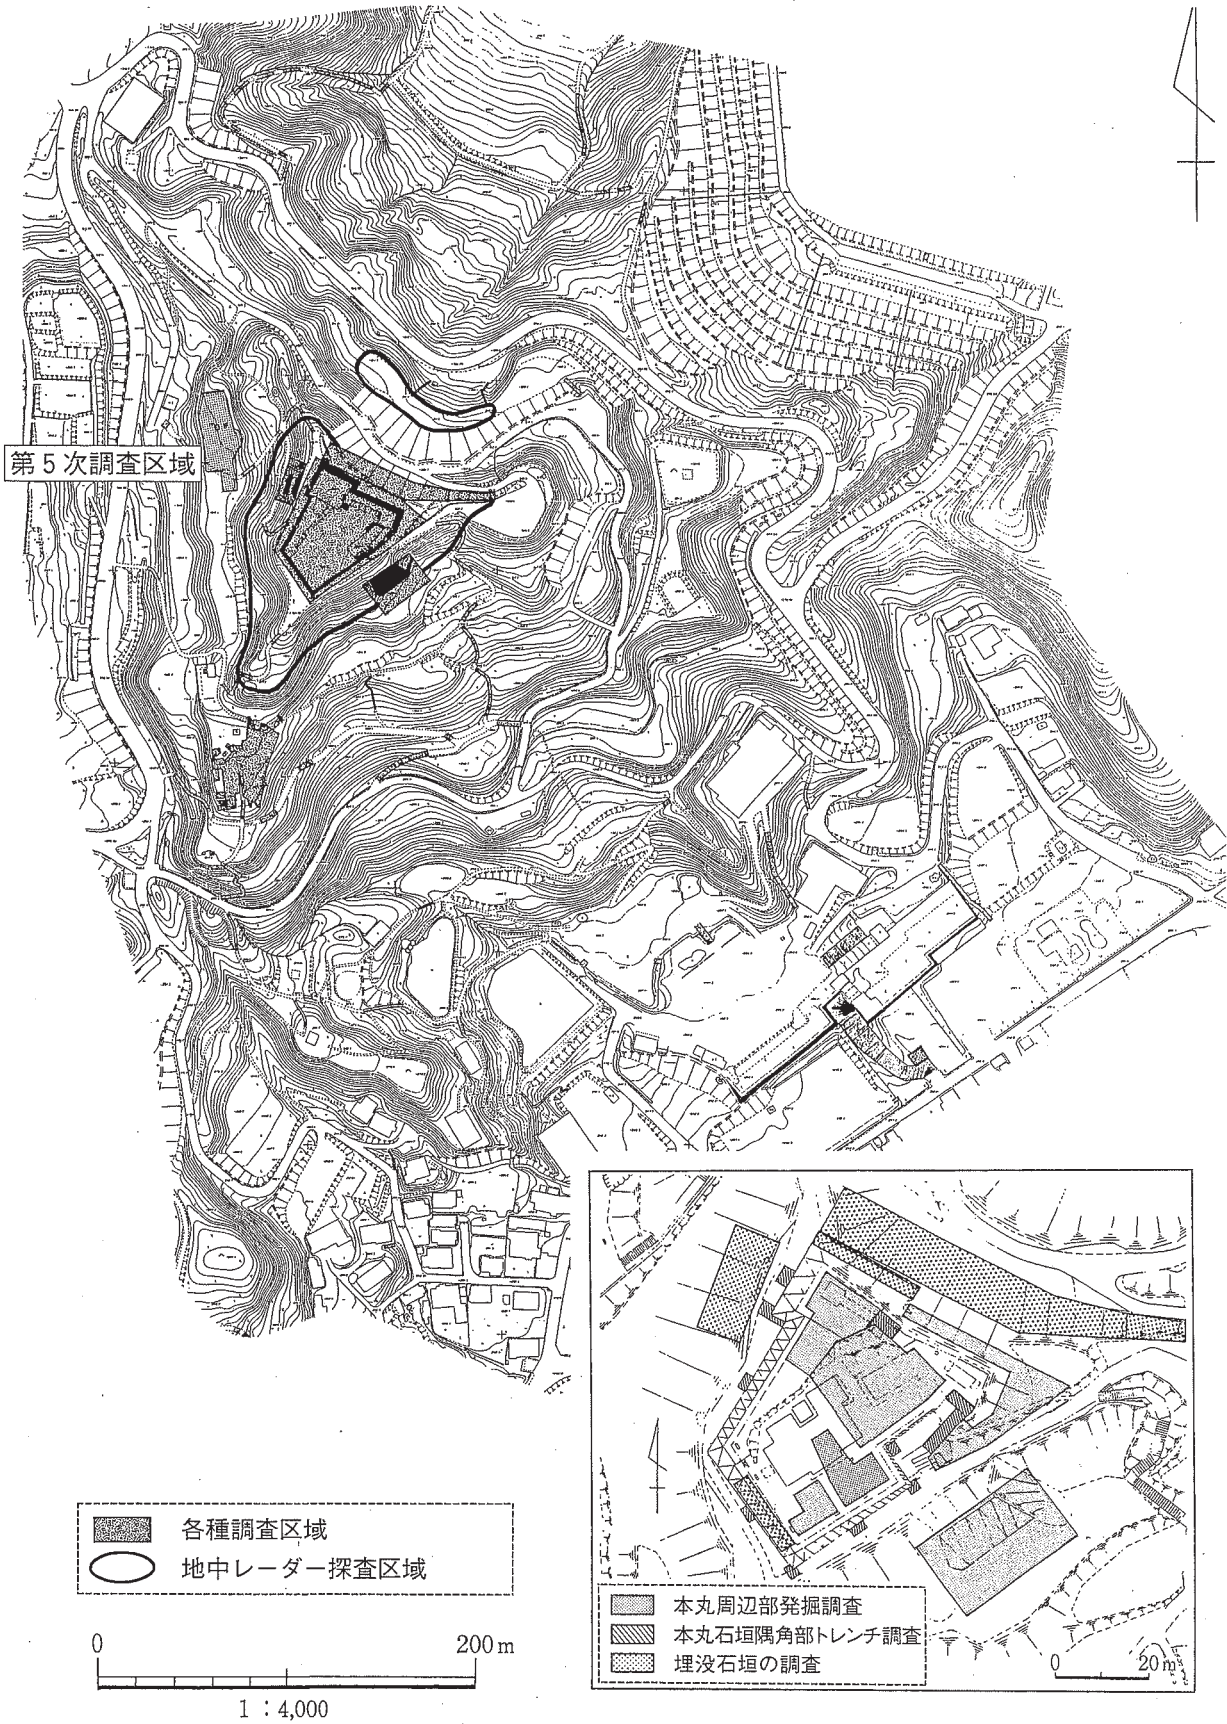 第5次調査区域
各種調査区域
地中レーダー探査区域
0 200m
1：4,000
本丸周辺部発掘調査
本丸石垣隅角部トレンチ調査
埋没石垣の調査
0 20m